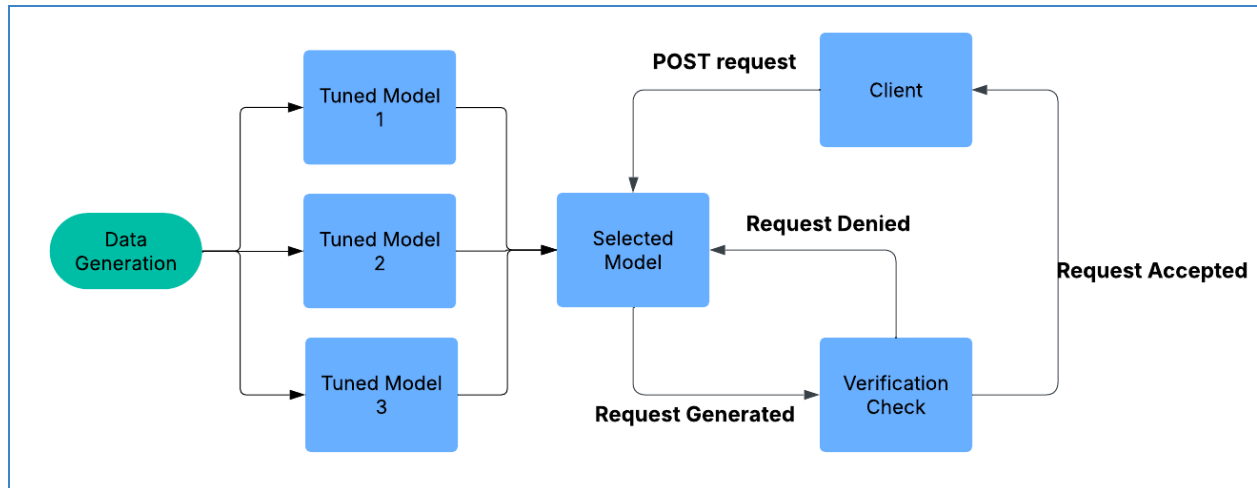 Data
Generation
Tuned Model
1
Tuned Model
2
Tuned Model
3
Selected
Model
POST request
Client
Request Denied
Request Accepted
Verification
Check
Request Generated